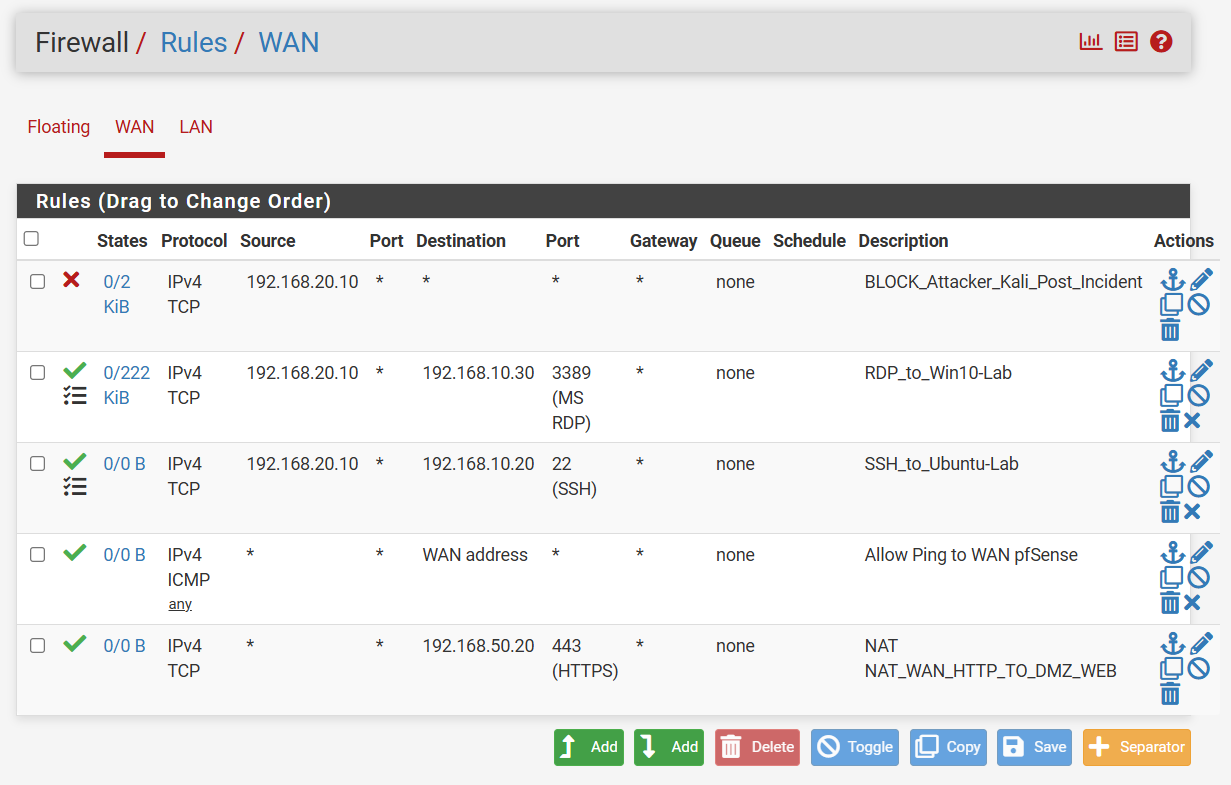 Firewall / Rules / WAN
Floating WAN LAN
Rules (Drag to Change Order)
States Protocol Source Port Destination Port Gateway Queue Schedule Description Actions
0/2 IPv4 192.168.20.10 * * * * none BLOCK_Attacker_Kali_Post_Incident
KiB TCP
0/222 IPv4 192.168.20.10 * 192.168.10.30 3389 * none RDP_to_Win10-Lab
KiB TCP (MS
RDP)
0/0 B IPv4 192.168.20.10 * 192.168.10.20 22 * none SSH_to_Ubuntu-Lab
TCP (SSH)
0/0 B IPv4 * * WAN address * * none Allow Ping to WAN pfSense
ICMP
any
0/0 B IPv4 * * 192.168.50.20 443 * none NAT
TCP (HTTPS) NAT_WAN_HTTP_TO_DMZ_WEB
Add Add Delete Toggle Copy Save Separator